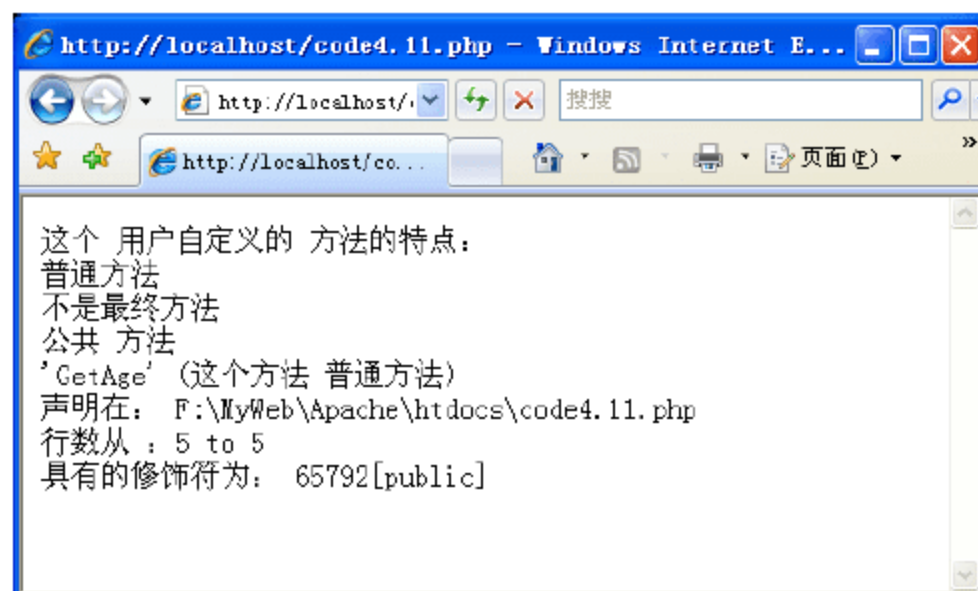 http://localhost/code4.11.php - Windows Internet E...
http://localhost/
搜搜
http://localhost/co...
页面(P)
这个 用户自定义的 方法的特点：
普通方法
不是最终方法
公共 方法
'GetAge' (这个方法 普通方法)
声明在： F:\MyWeb\Apache\htdocs\code4.11.php
行数从 ：5 to 5
具有的修饰符为： 65792[public]